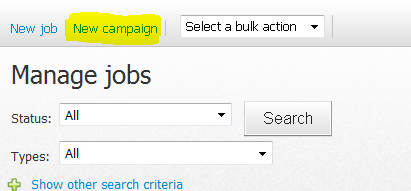 New job New campaign Select a bulk action
Manage jobs
Status: All Search
Types: All
Show other search criteria